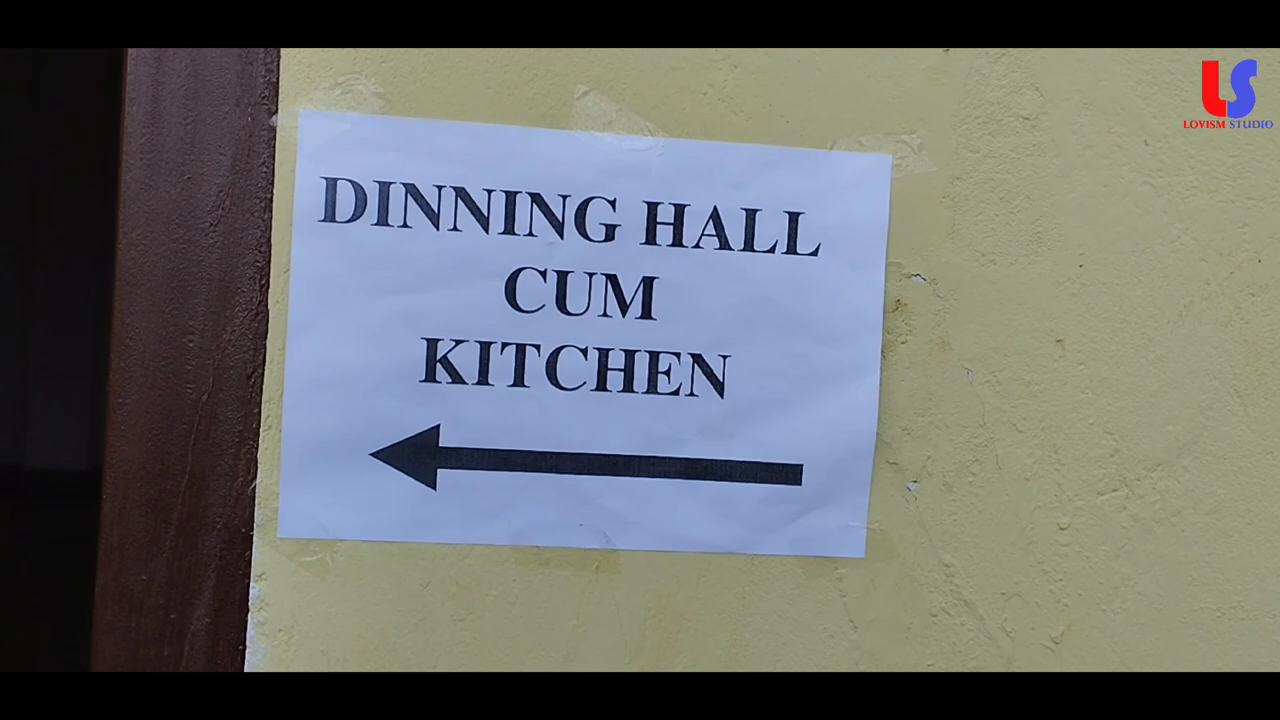 LS
LOVISM STUDIO
DINNING HALL
CUM
KITCHEN